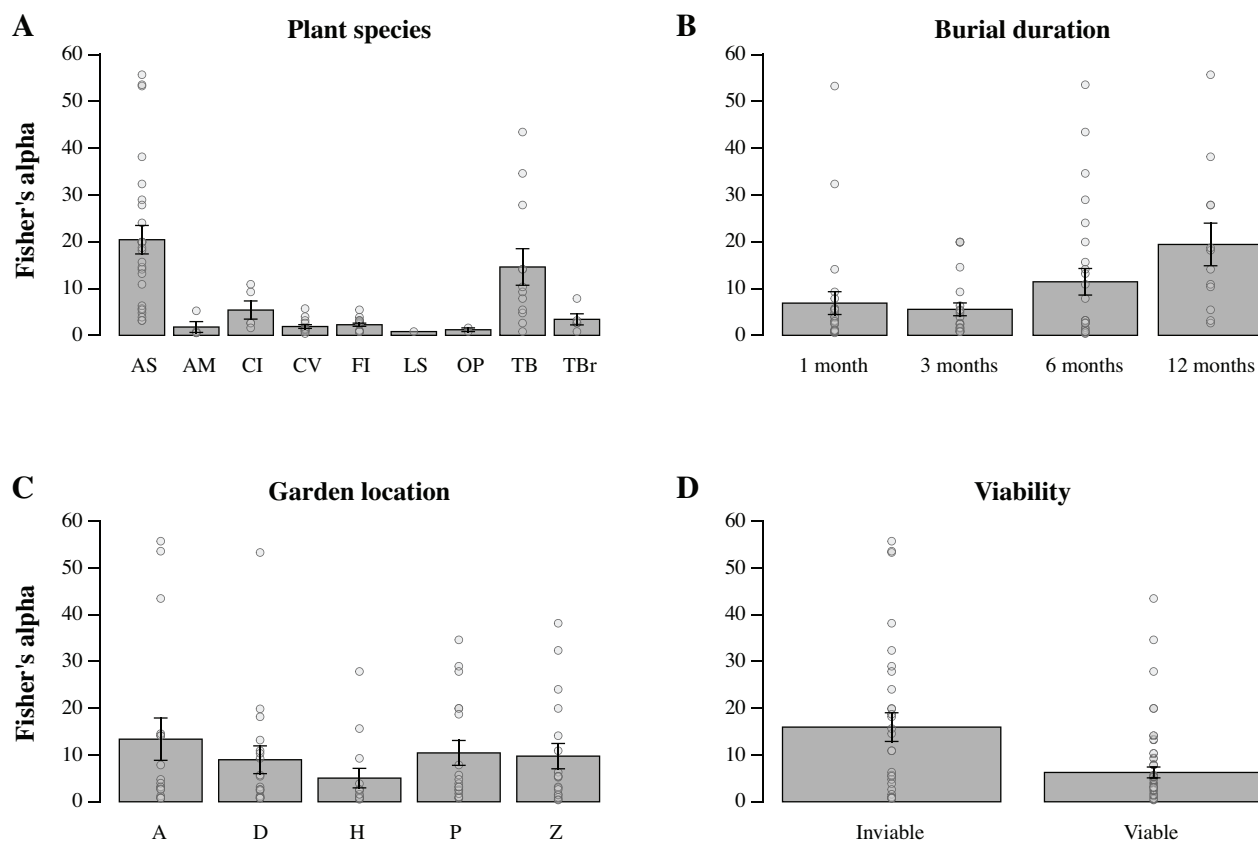 A
Plant species
60
50
40
30
20
10
0
Fisher's alpha
AS AM CI CV FI LS OP TB TBr
B
Burial duration
60
50
40
30
20
10
0
1 month 3 months 6 months 12 months
C
Garden location
60
50
40
30
20
10
0
Fisher's alpha
A D H P Z
D
Viability
60
50
40
30
20
10
0
Inviable Viable